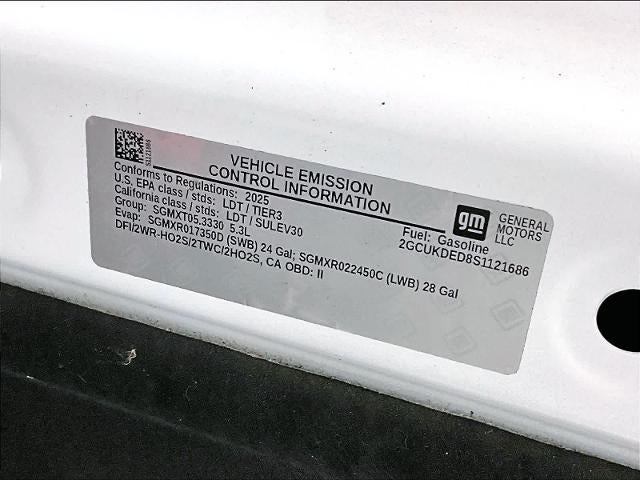 S1121686
VEHICLE EMISSION
CONTROL INFORMATION
gm
GENERAL
MOTORS
LLC
Conforms to Regulations: 2025
U.S. EPA class / stds: LDT / TIER3
California class / stds: LDT / SULEV30
Group: SGMXT05.3330 5.3L
Evap: SGMXR017350D (SWB) 24 Gal; SGMXR022450C (LWB) 28 Gal
DFI/2WR-HO2S/2TWC/2HO2S, CA OBD: II
Fuel: Gasoline
2GCUKDED8S1121686